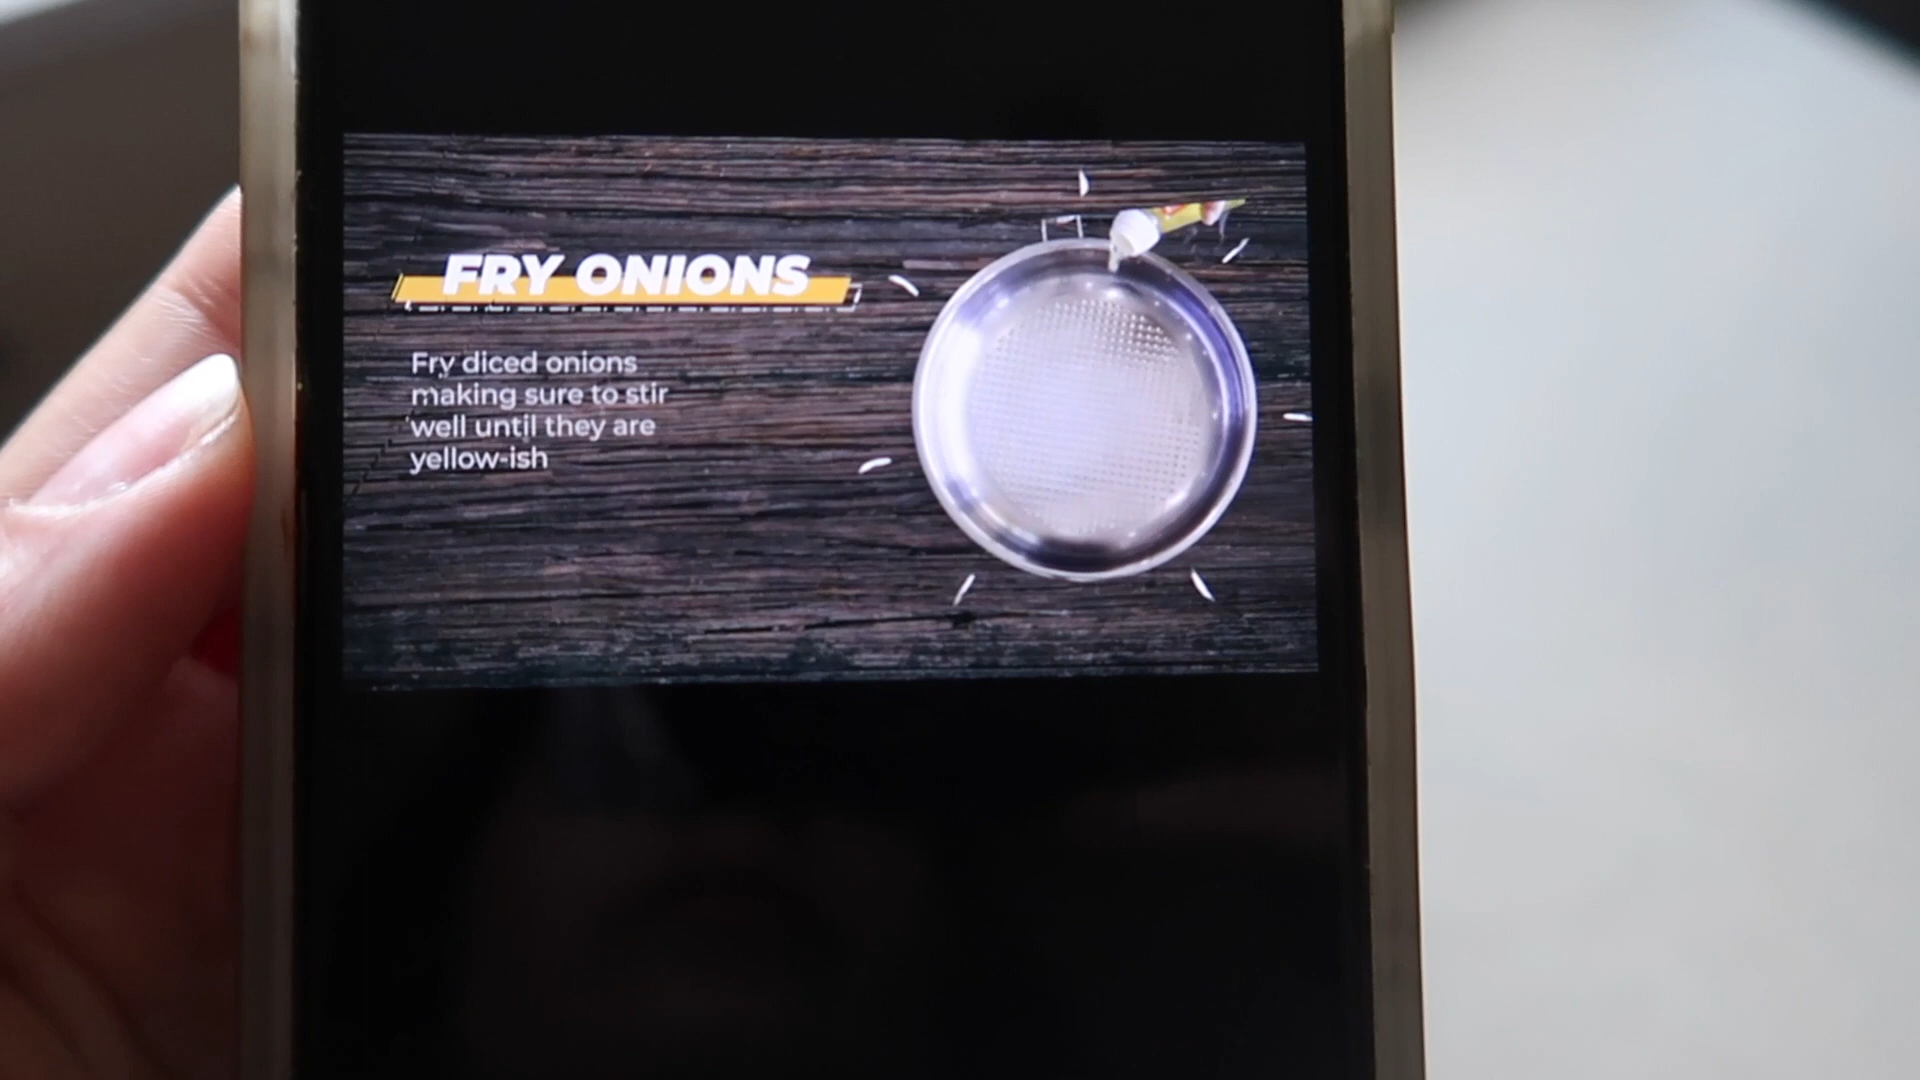 FRY ONIONS
Fry diced onions
making sure to stir
well until they are
yellow-ish